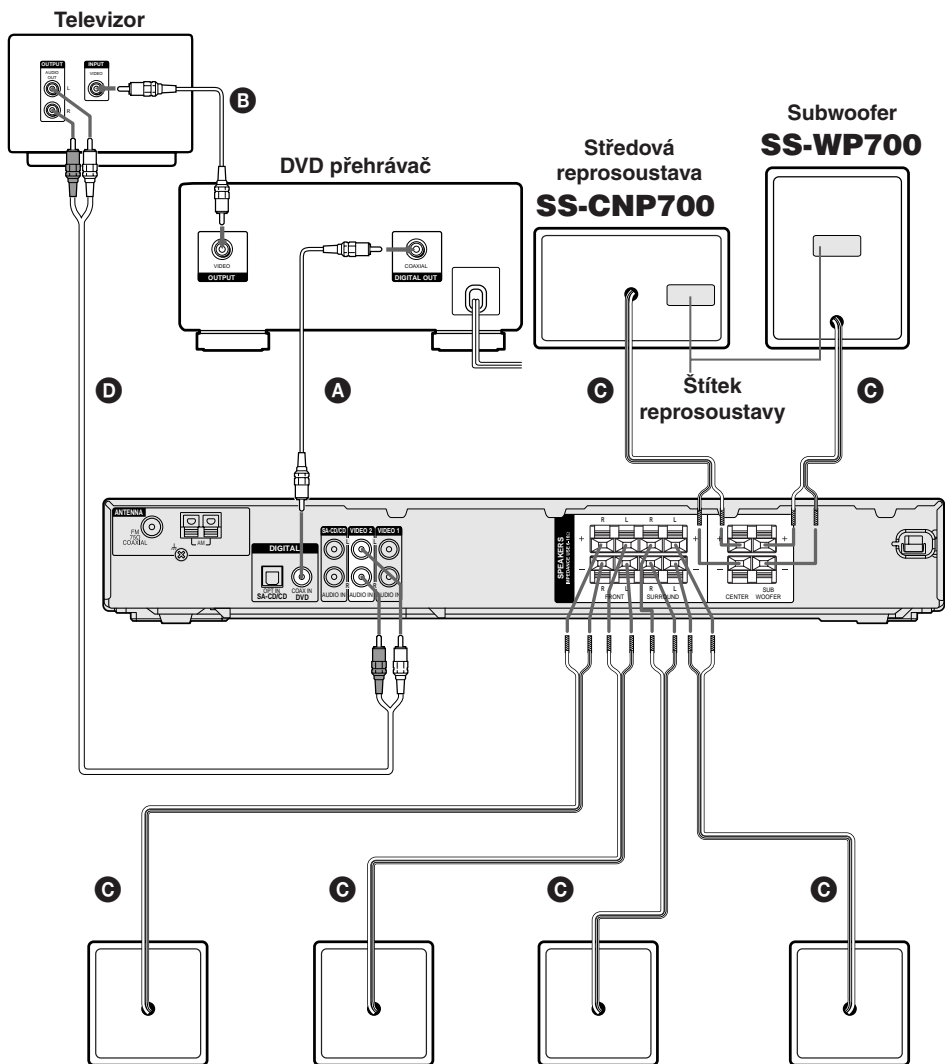 Televizor
OUTPUT
AUDIO
OUT
L
R
INPUT
VIDEO
B
DVD přehrávač
VIDEO
OUTPUT
COAXIAL
DIGITAL OUT
Středová
reprosoustava
SS-CNP700
Subwoofer
SS-WP700
D
A
C
Štítek
reprosoustavy
C
ANTENNA
FM
75Ω
COAXIAL
AM
DIGITAL
OPT IN
SA-CD/CD
COAX IN
DVD
SA-CD/CD VIDEO 2 VIDEO 1
L L
R R
AUDIO IN AUDIO IN AUDIO IN
SPEAKERS
R L R L
+ + + +
– – – –
R L R L
FRONT SURROUND
CENTER SUB
WOOFER
C C C C